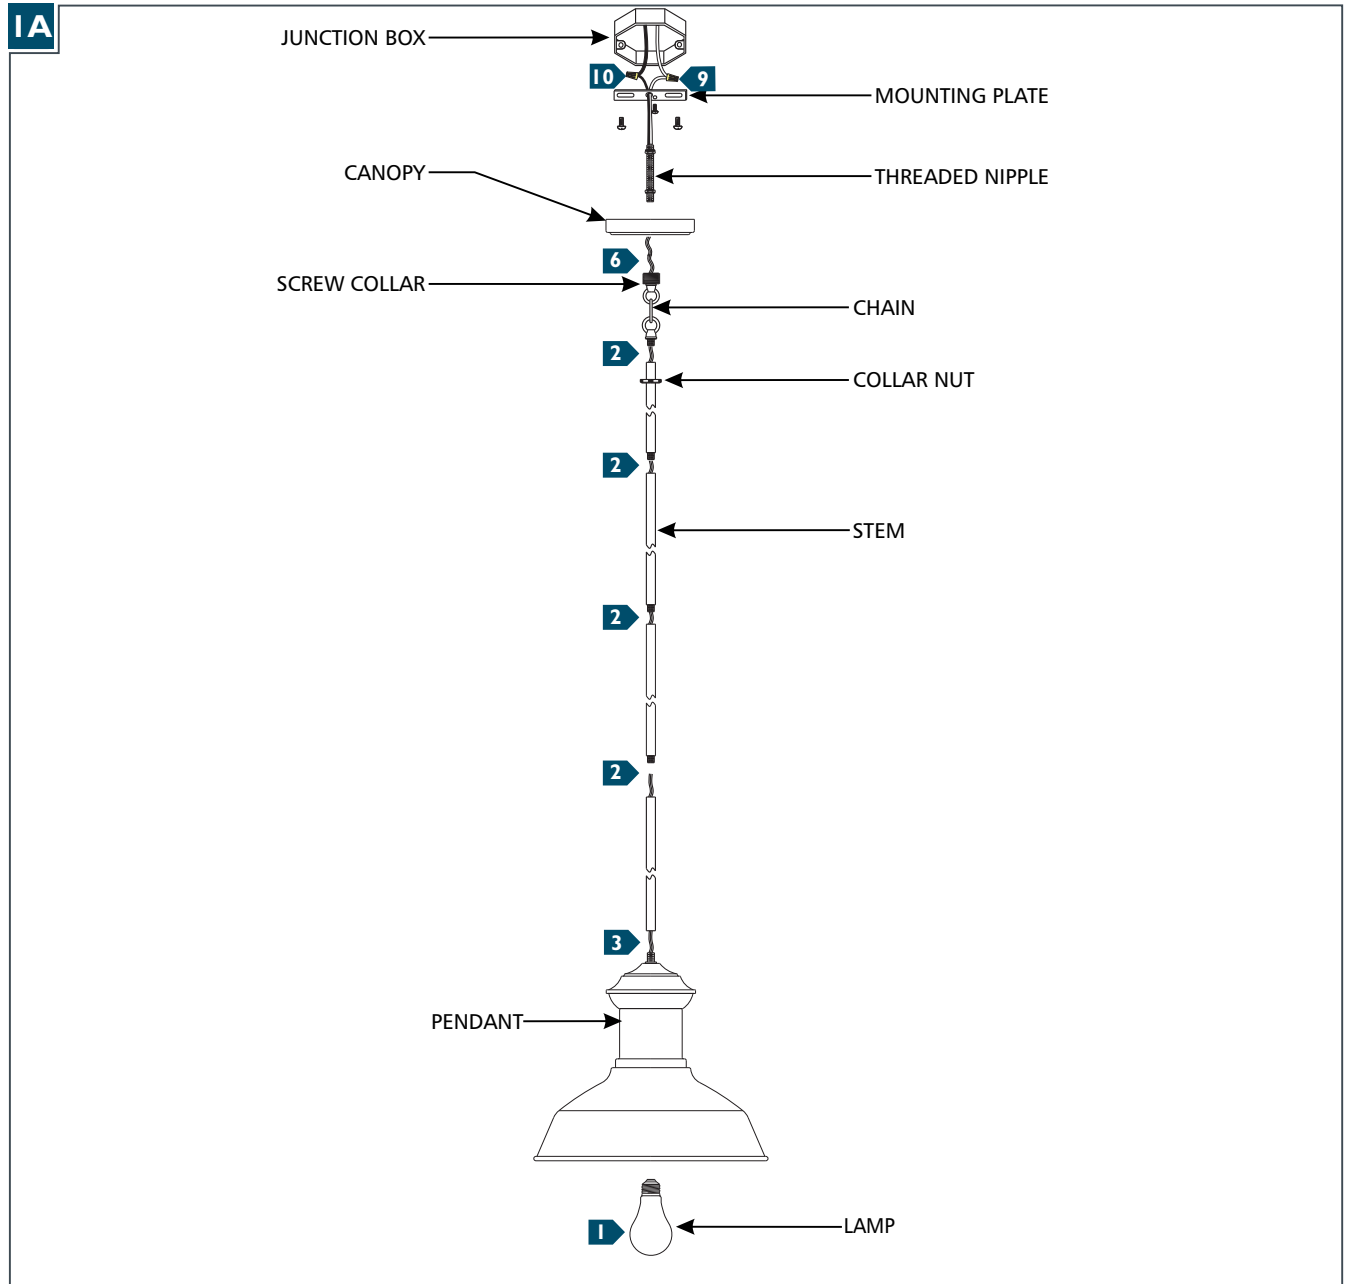 1A
JUNCTION BOX
10
9
MOUNTING PLATE
CANOPY
THREADED NIPPLE
6
SCREW COLLAR
CHAIN
2
COLLAR NUT
2
STEM
2
2
3
PENDANT
1
LAMP